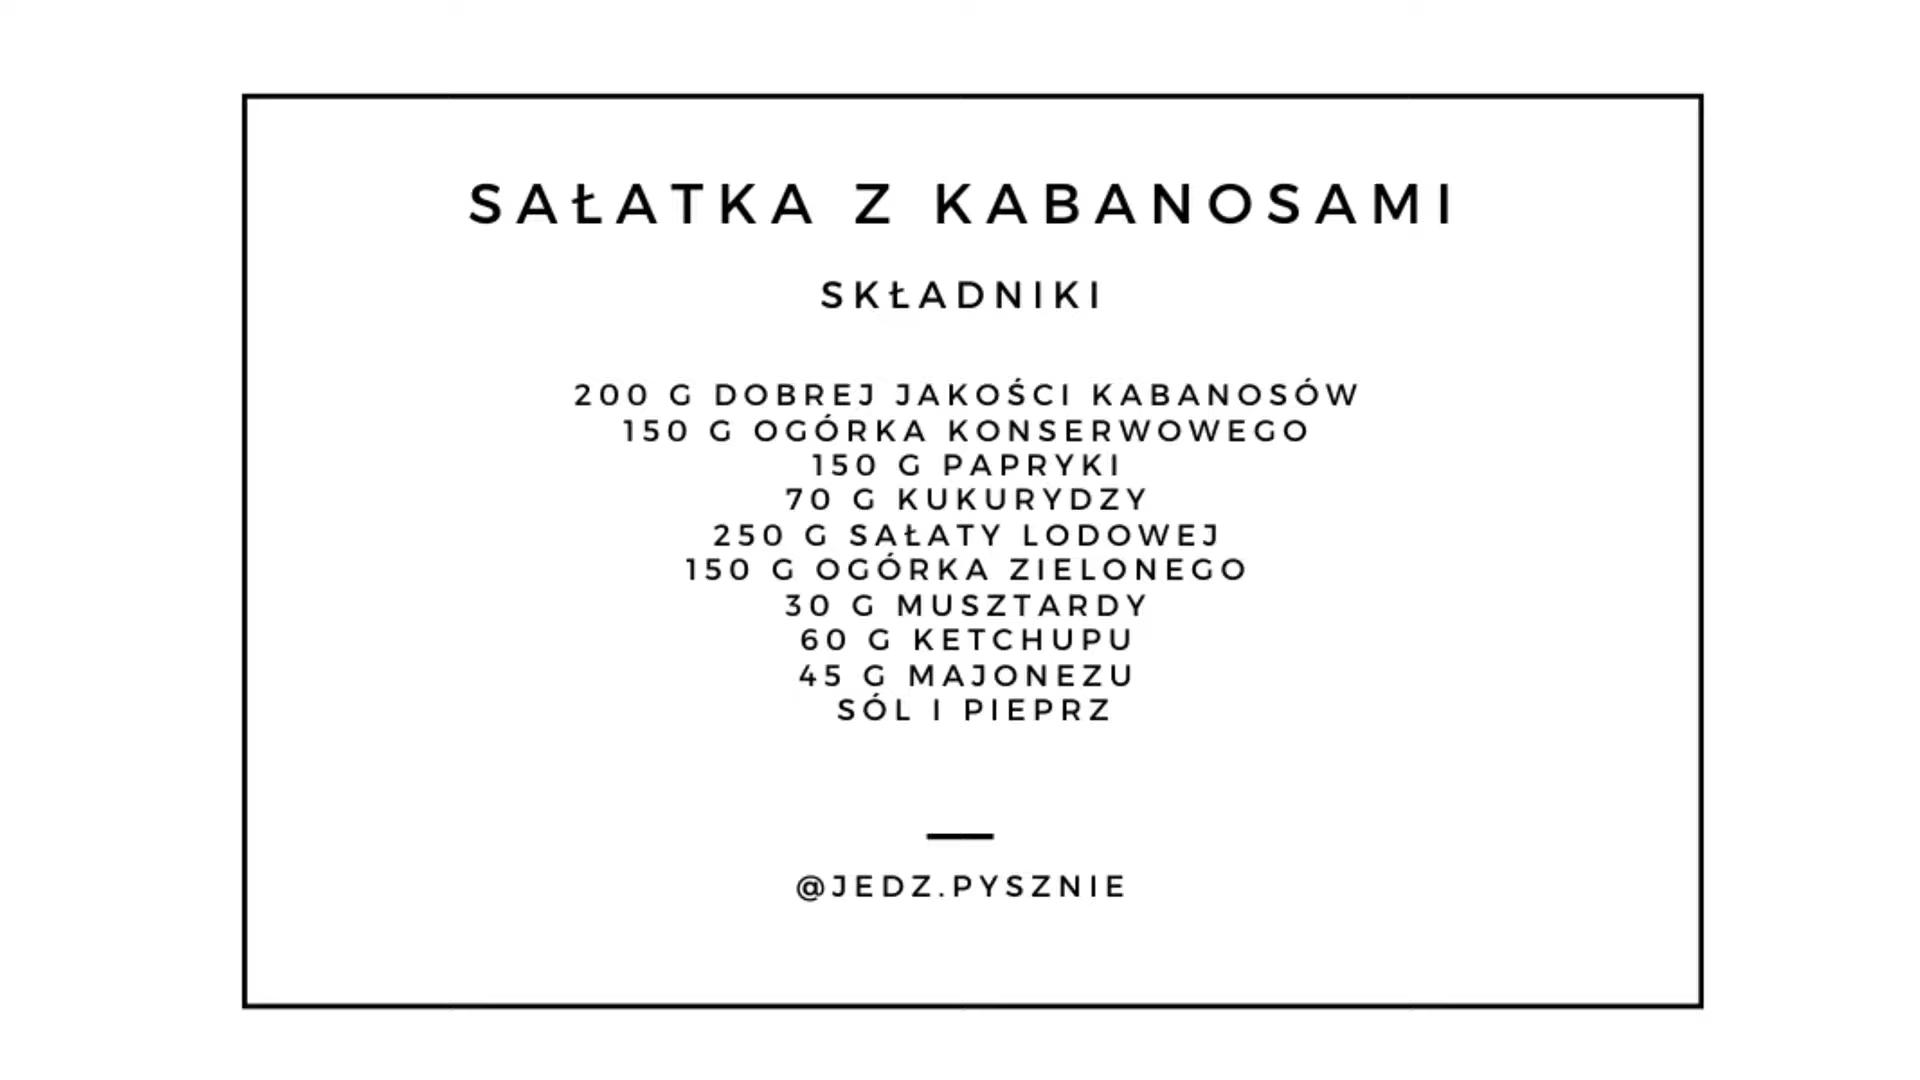 SAŁATKA Z KABANOSAMI
SKŁADNIKI
200 G DOBREJ JAKOŚCI KABANOSÓW
150 G OGÓRKA KONSERWOWEGO
150 G PAPRYKI
70 G KUKURYDZY
250 G SAŁATY LODOWEJ
150 G OGÓRKA ZIELONEGO
30 G MUSZTARDY
60 G KETCHUPU
45 G MAJONEZU
SÓL I PIEPRZ
@JEDZ.PYSZNIE